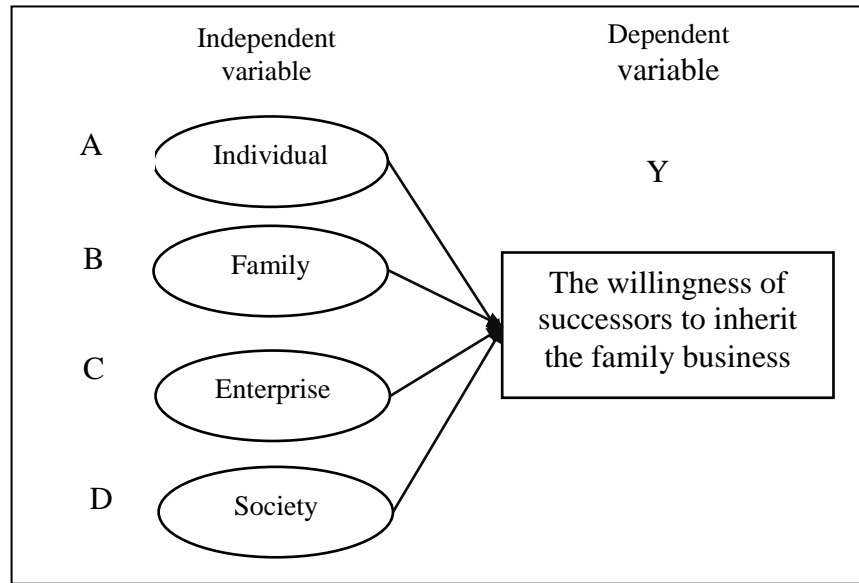 Independent
variable
Dependent
variable
A
Individual
Y
B
Family
The willingness of
successors to inherit
the family business
C
Enterprise
D
Society